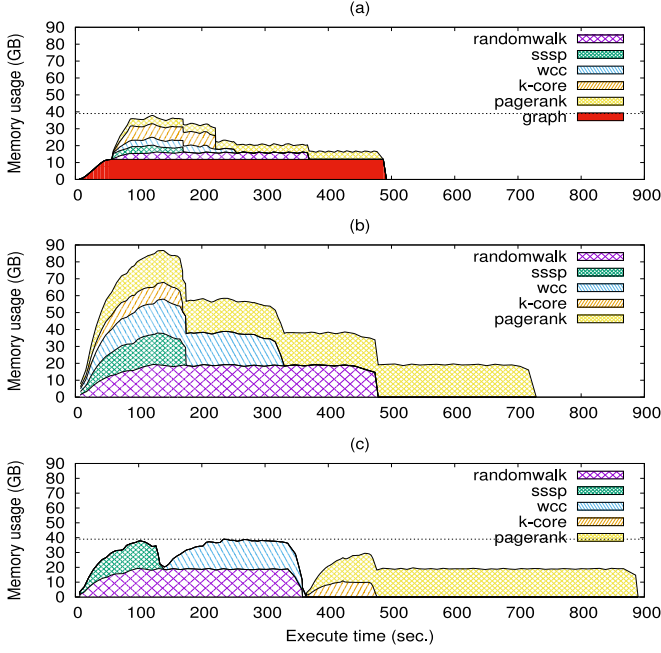 (a)
Memory usage (GB)
90
80
70
60
50
40
30
20
10
0
randomwalk
sssp
wcc
k-core
pagerank
graph
0 100 200 300 400 500 600 700 800 900
(b)
Memory usage (GB)
90
80
70
60
50
40
30
20
10
0
randomwalk
sssp
wcc
k-core
pagerank
0 100 200 300 400 500 600 700 800 900
(c)
Memory usage (GB)
90
80
70
60
50
40
30
20
10
0
randomwalk
sssp
wcc
k-core
pagerank
0 100 200 300 400 500 600 700 800 900
Execute time (sec.)